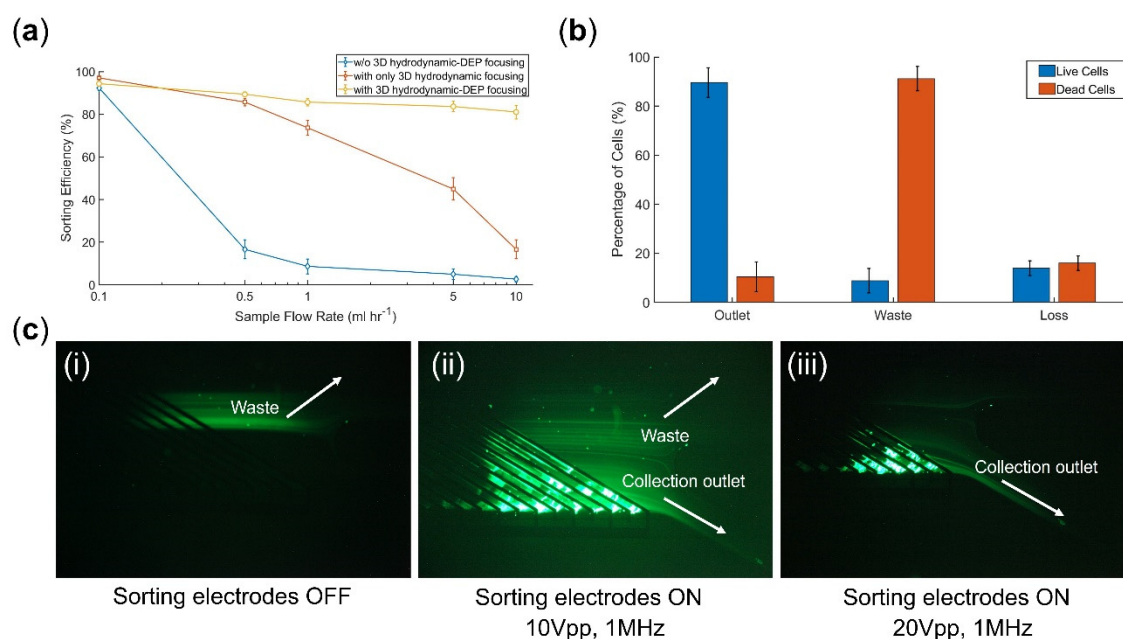 (a)
w/o 3D hydrodynamic-DEP focusing
with only 3D hydrodynamic focusing
with 3D hydrodynamic-DEP focusing
100
80
60
40
20
0
Sorting Efficiency (%)
0.1
0.5
1
5
10
Sample Flow Rate (ml hr⁻¹)
(b)
Live Cells
Dead Cells
100
80
60
40
20
0
Percentage of Cells (%)
Outlet
Waste
Loss
(c)
(i)
Waste
Sorting electrodes OFF
(ii)
Waste
Collection outlet
Sorting electrodes ON
10Vpp, 1MHz
(iii)
Collection outlet
Sorting electrodes ON
20Vpp, 1MHz